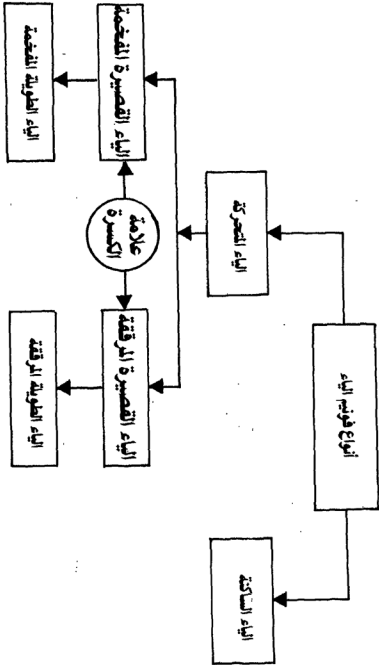 أنواع فونيم الياء
الياء المتحركة
الياء الساكنة
علامة
الكسرة
الياء القصيرة المفخمة
الياء القصيرة المرققة
الياء الطويلة المفخمة
الياء الطويلة المرققة